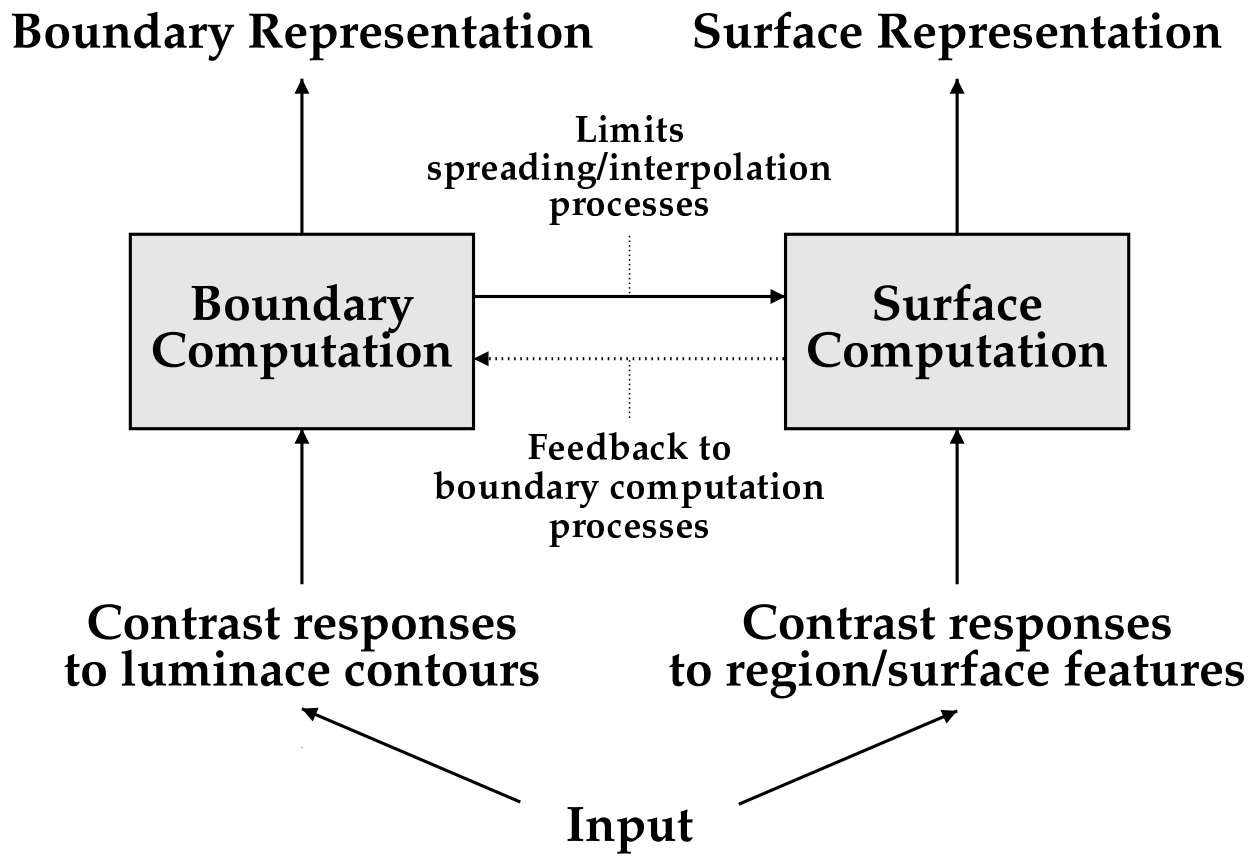 Boundary Representation
Surface Representation
Limits
spreading/interpolation
processes
Boundary
Computation
Surface
Computation
Feedback to
boundary computation
processes
Contrast responses
to luminace contours
Contrast responses
to region/surface features
Input